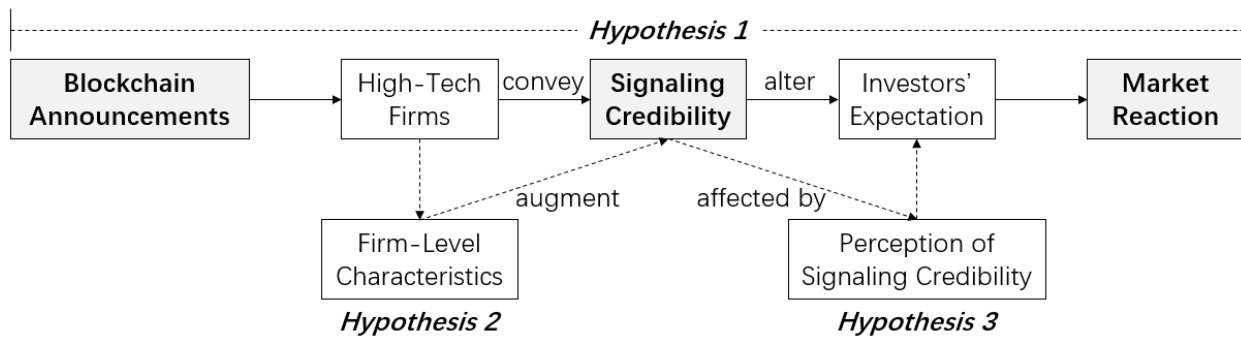 Hypothesis 1
Blockchain
Announcements
High-Tech
Firms
convey
Signaling
Credibility
alter
Investors'
Expectation
Market
Reaction
augment
affected by
Firm-Level
Characteristics
Perception of
Signaling Credibility
Hypothesis 2
Hypothesis 3